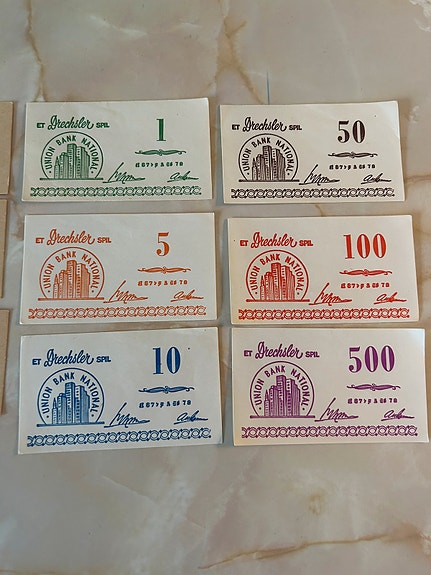 ET Drechsler SPIL
1
UNION BANK NATIONAL
ET Drechsler SPIL
50
UNION BANK NATIONAL
ET Drechsler SPIL
5
UNION BANK NATIONAL
ET Drechsler SPIL
100
UNION BANK NATIONAL
ET Drechsler SPIL
10
UNION BANK NATIONAL
ET Drechsler SPIL
500
UNION BANK NATIONAL